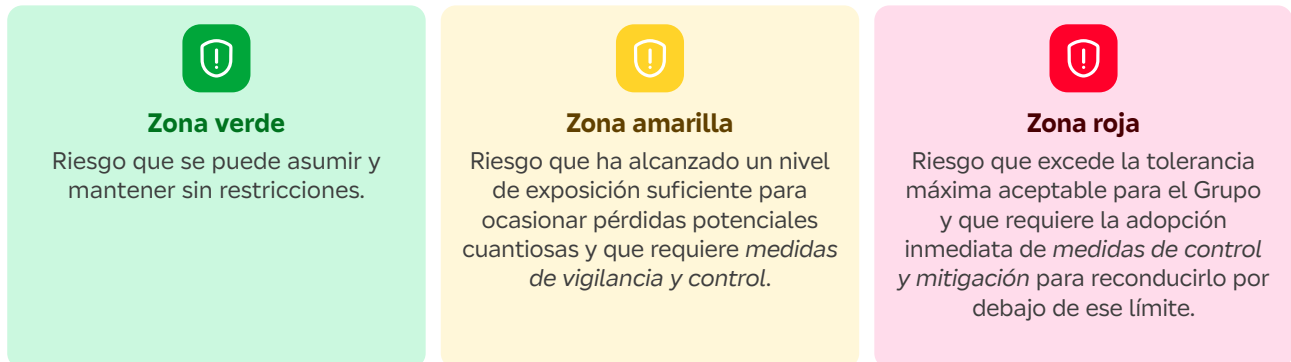 Zona verde
Riesgo que se puede asumir y
mantener sin restricciones.
Zona amarilla
Riesgo que ha alcanzado un nivel
de exposición suficiente para
ocasionar pérdidas potenciales
cuantiosas y que requiere medidas
de vigilancia y control.
Zona roja
Riesgo que excede la tolerancia
máxima aceptable para el Grupo
y que requiere la adopción
inmediata de medidas de control
y mitigación para reconducirlo por
debajo de ese límite.